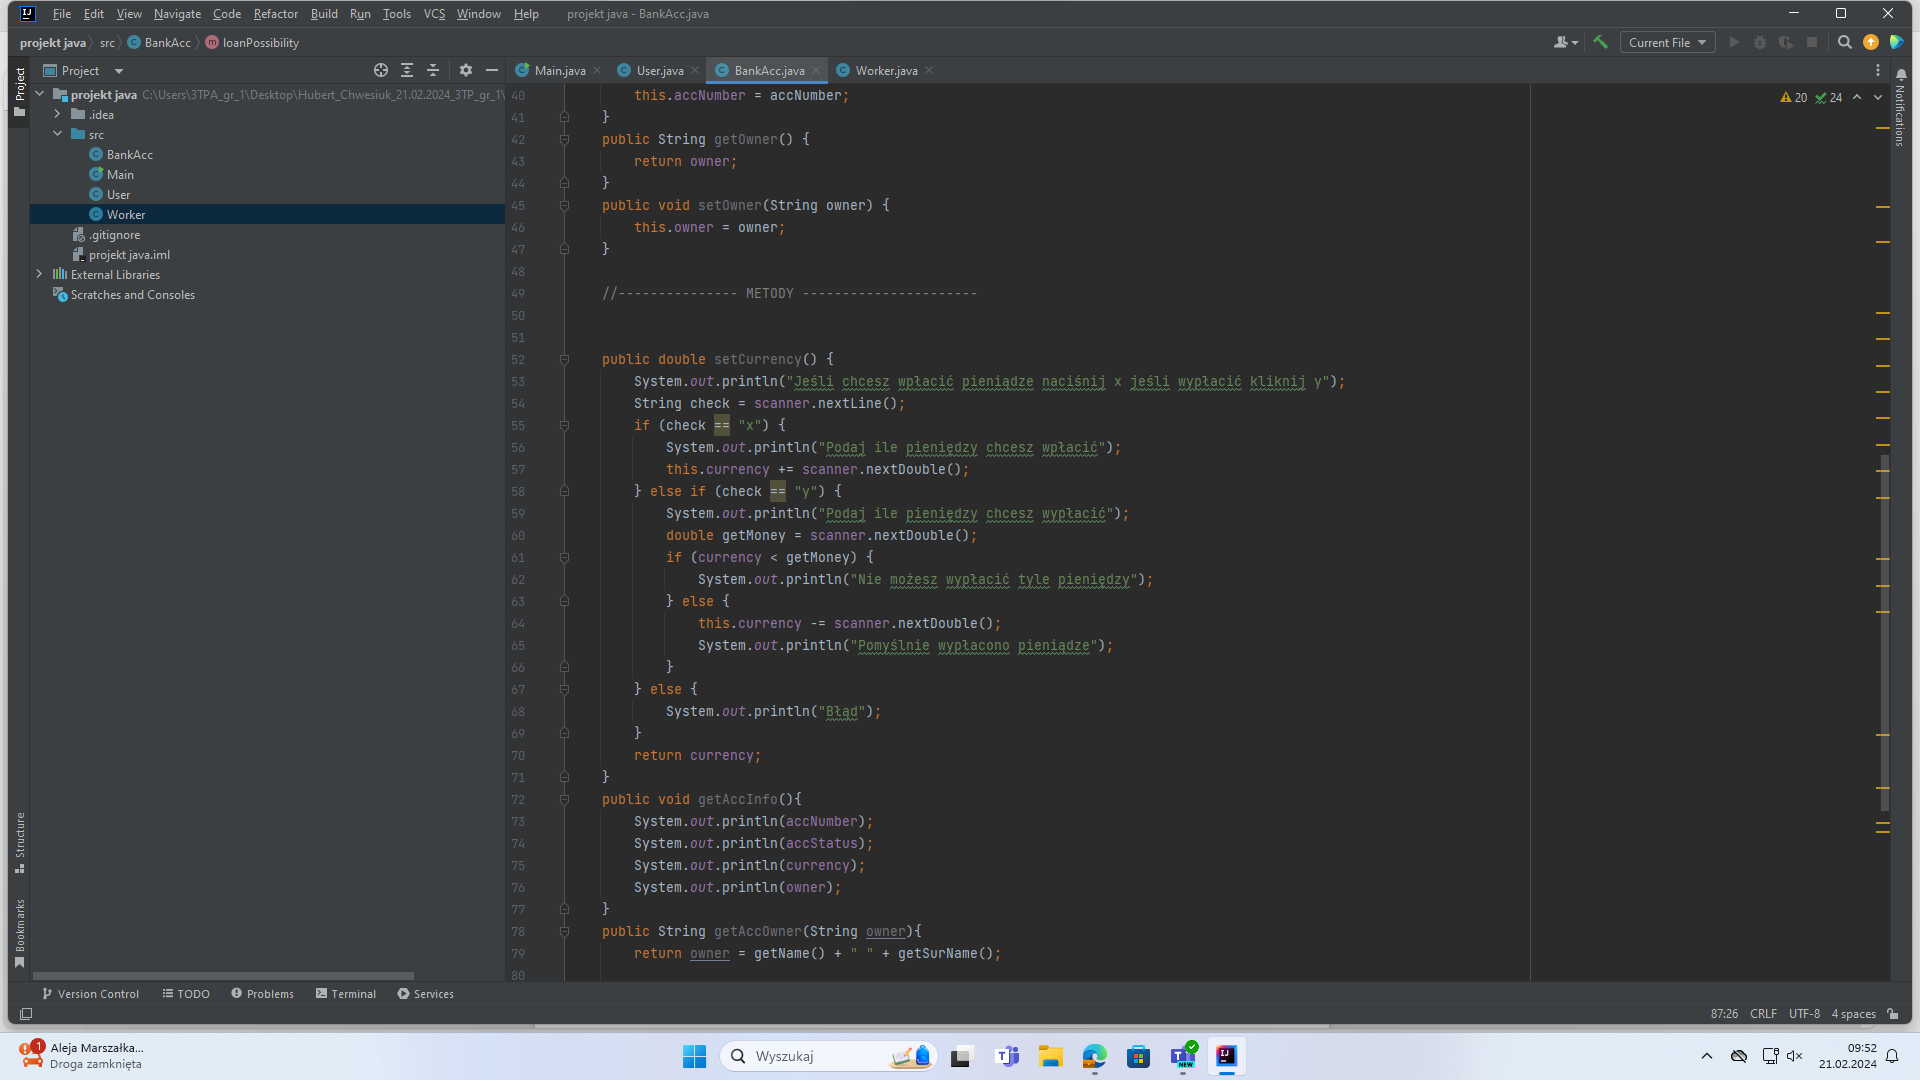 File Edit View Navigate Code Refactor Build Run Tools VCS Window Help projekt java - BankAcc.java
projekt java src BankAcc loanPossibility
Current File
Project
Main.java User.java BankAcc.java Worker.java
projekt java C:\Users\3TPA_gr_1\Desktop\Hubert_Chwesiuk_21.02.2024_3TP_gr_1\
.idea
src
BankAcc
Main
User
Worker
.gitignore
projekt java.iml
External Libraries
Scratches and Consoles
Project
Structure
Bookmarks
Notifications
20 24
40 this.accNumber = accNumber;
41 }
42 public String getOwner() {
43 return owner;
44 }
45 public void setOwner(String owner) {
46 this.owner = owner;
47 }
48
49 //--------------- METODY ----------------------
50
51
52 public double setCurrency() {
53 System.out.println("Jeśli chcesz wpłacić pieniądze naciśnij x jeśli wypłacić kliknij y");
54 String check = scanner.nextLine();
55 if (check == "x") {
56 System.out.println("Podaj ile pieniędzy chcesz wpłacić");
57 this.currency += scanner.nextDouble();
58 } else if (check == "y") {
59 System.out.println("Podaj ile pieniędzy chcesz wypłacić");
60 double getMoney = scanner.nextDouble();
61 if (currency < getMoney) {
62 System.out.println("Nie możesz wypłacić tyle pieniędzy");
63 } else {
64 this.currency -= scanner.nextDouble();
65 System.out.println("Pomyślnie wypłacono pieniądze");
66 }
67 } else {
68 System.out.println("Błąd");
69 }
70 return currency;
71 }
72 public void getAccInfo(){
73 System.out.println(accNumber);
74 System.out.println(accStatus);
75 System.out.println(currency);
76 System.out.println(owner);
77 }
78 public String getAccOwner(String owner){
79 return owner = getName() + " " + getSurName();
80
Version Control TODO Problems Terminal Services
87:26 CRLF UTF-8 4 spaces
1 Aleja Marszałka...
Droga zamknięta
Wyszukaj
NEW
09:52
21.02.2024